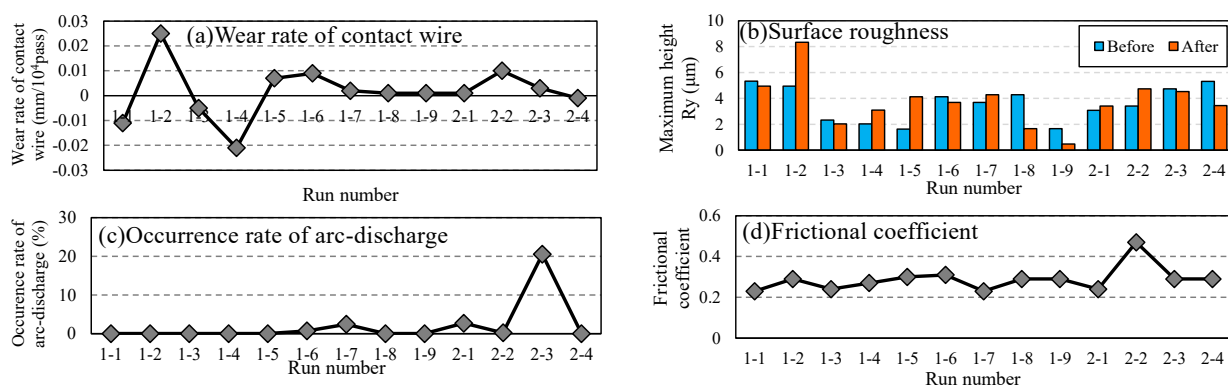 (a)Wear rate of contact wire
Wear rate of contact
wire (mm/10⁴pass)
0.03
0.02
0.01
0
-0.01
-0.02
-0.03
1-1 1-2 1-3 1-4 1-5 1-6 1-7 1-8 1-9 2-1 2-2 2-3 2-4
Run number
(b)Surface roughness
Before After
Maximum height
Ry (μm)
10
8
6
4
2
0
1-1 1-2 1-3 1-4 1-5 1-6 1-7 1-8 1-9 2-1 2-2 2-3 2-4
Run number
(c)Occurrence rate of arc-discharge
Occurence rate of
arc-discharge (%)
30
20
10
0
1-1 1-2 1-3 1-4 1-5 1-6 1-7 1-8 1-9 2-1 2-2 2-3 2-4
Run number
(d)Frictional coefficient
Frictional
coefficient
0.6
0.4
0.2
0
1-1 1-2 1-3 1-4 1-5 1-6 1-7 1-8 1-9 2-1 2-2 2-3 2-4
Run number